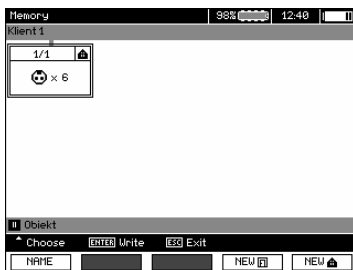 Memory 98% 12:40
Klient 1
1/1
x 6
Obiekt
Choose ENTER Write ESC Exit
NAME NEW NEW